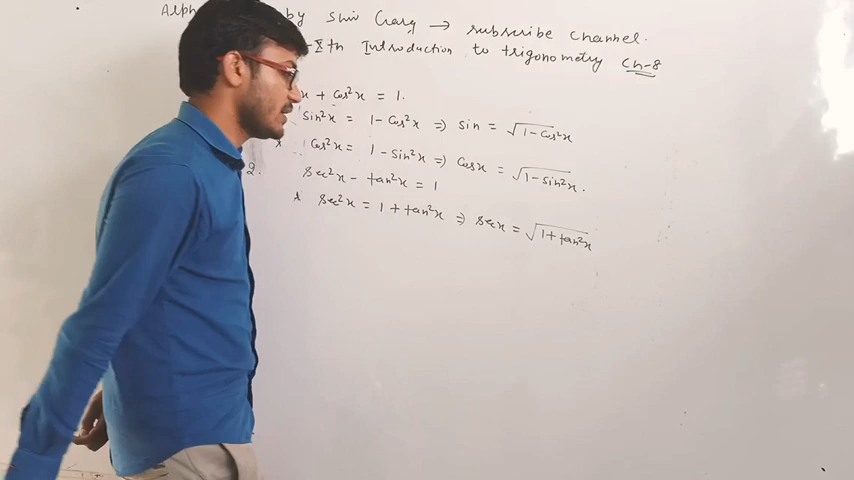 Alph by Shiv Garg → subscribe Channel.
-Xth Introduction to trigonometry Ch-8
x + cos²x = 1.
sin²x = 1 - cos²x ⇒ sin = √1-cos²x
* cos²x = 1 - sin²x ⇒ cosx = √1-sin²x.
2. sec²x - tan²x = 1
* sec²x = 1 + tan²x ⇒ secx = √1+tan²x